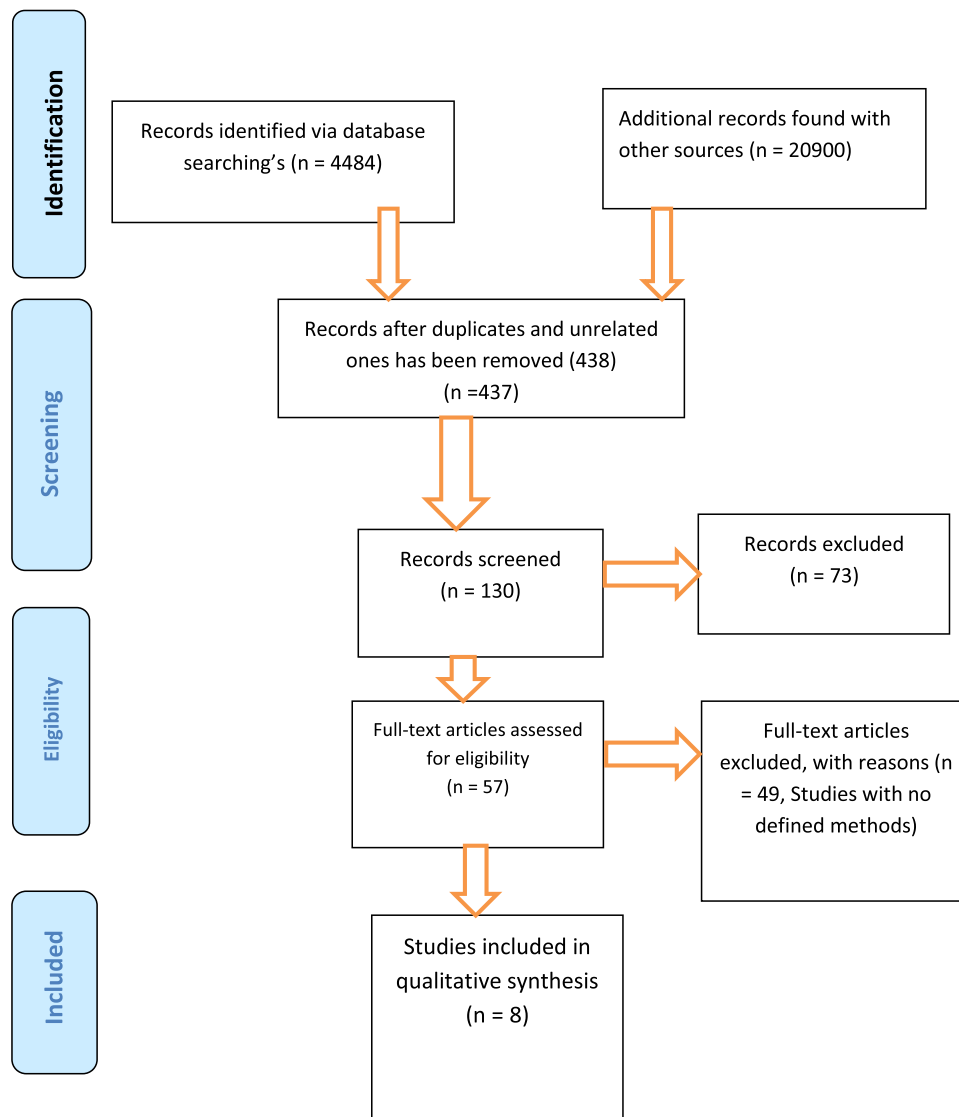 Identification
Records identified via database
searching’s (n = 4484)
Additional records found with
other sources (n = 20900)
Screening
Records after duplicates and unrelated
ones has been removed (438)
(n =437)
Records screened
(n = 130)
Records excluded
(n = 73)
Eligibility
Full-text articles assessed
for eligibility
(n = 57)
Full-text articles
excluded, with reasons (n
= 49, Studies with no
defined methods)
Included
Studies included in
qualitative synthesis
(n = 8)